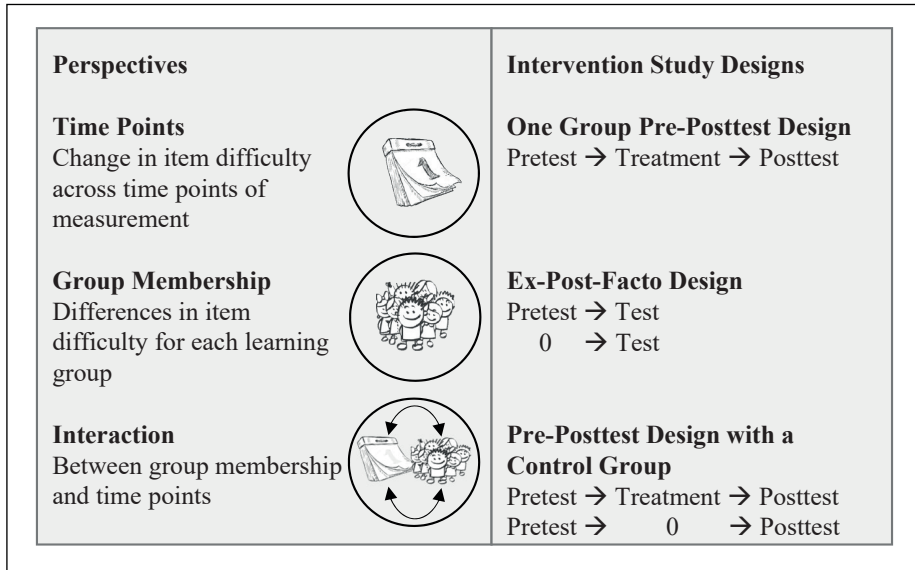 Perspectives
Time Points
Change in item difficulty
across time points of
measurement
1
Group Membership
Differences in item
difficulty for each learning
group
Interaction
Between group membership
and time points
Intervention Study Designs
One Group Pre-Posttest Design
Pretest → Treatment → Posttest
Ex-Post-Facto Design
Pretest → Test
0 → Test
Pre-Posttest Design with a
Control Group
Pretest → Treatment → Posttest
Pretest → 0 → Posttest